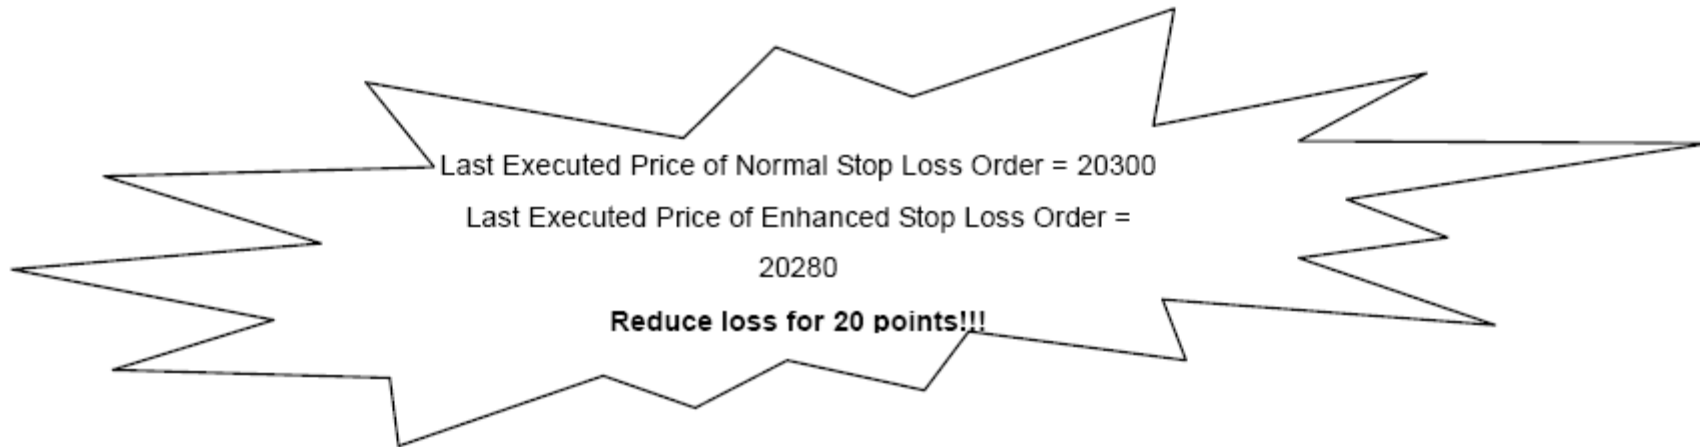 Last Executed Price of Normal Stop Loss Order = 20300
Last Executed Price of Enhanced Stop Loss Order =
20280
Reduce loss for 20 points!!!